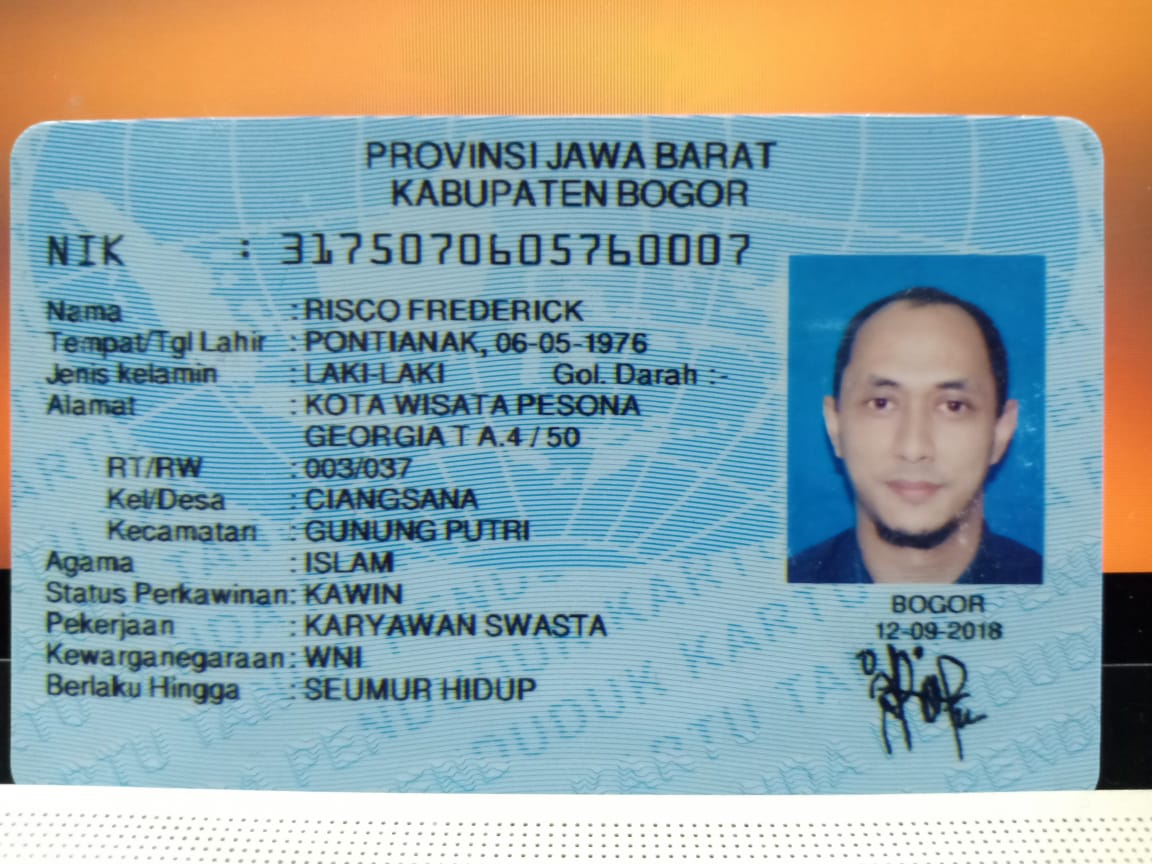 PROVINSI JAWA BARAT
KABUPATEN BOGOR
NIK : 3175070605760007
Nama : RISCO FREDERICK
Tempat/Tgl Lahir : PONTIANAK, 06-05-1976
Jenis kelamin : LAKI-LAKI Gol. Darah : -
Alamat : KOTA WISATA PESONA
GEORGIA T A.4 / 50
RT/RW : 003/037
Kel/Desa : CIANGSANA
Kecamatan : GUNUNG PUTRI
Agama : ISLAM
Status Perkawinan: KAWIN
Pekerjaan : KARYAWAN SWASTA
Kewarganegaraan: WNI
Berlaku Hingga : SEUMUR HIDUP
BOGOR
12-09-2018